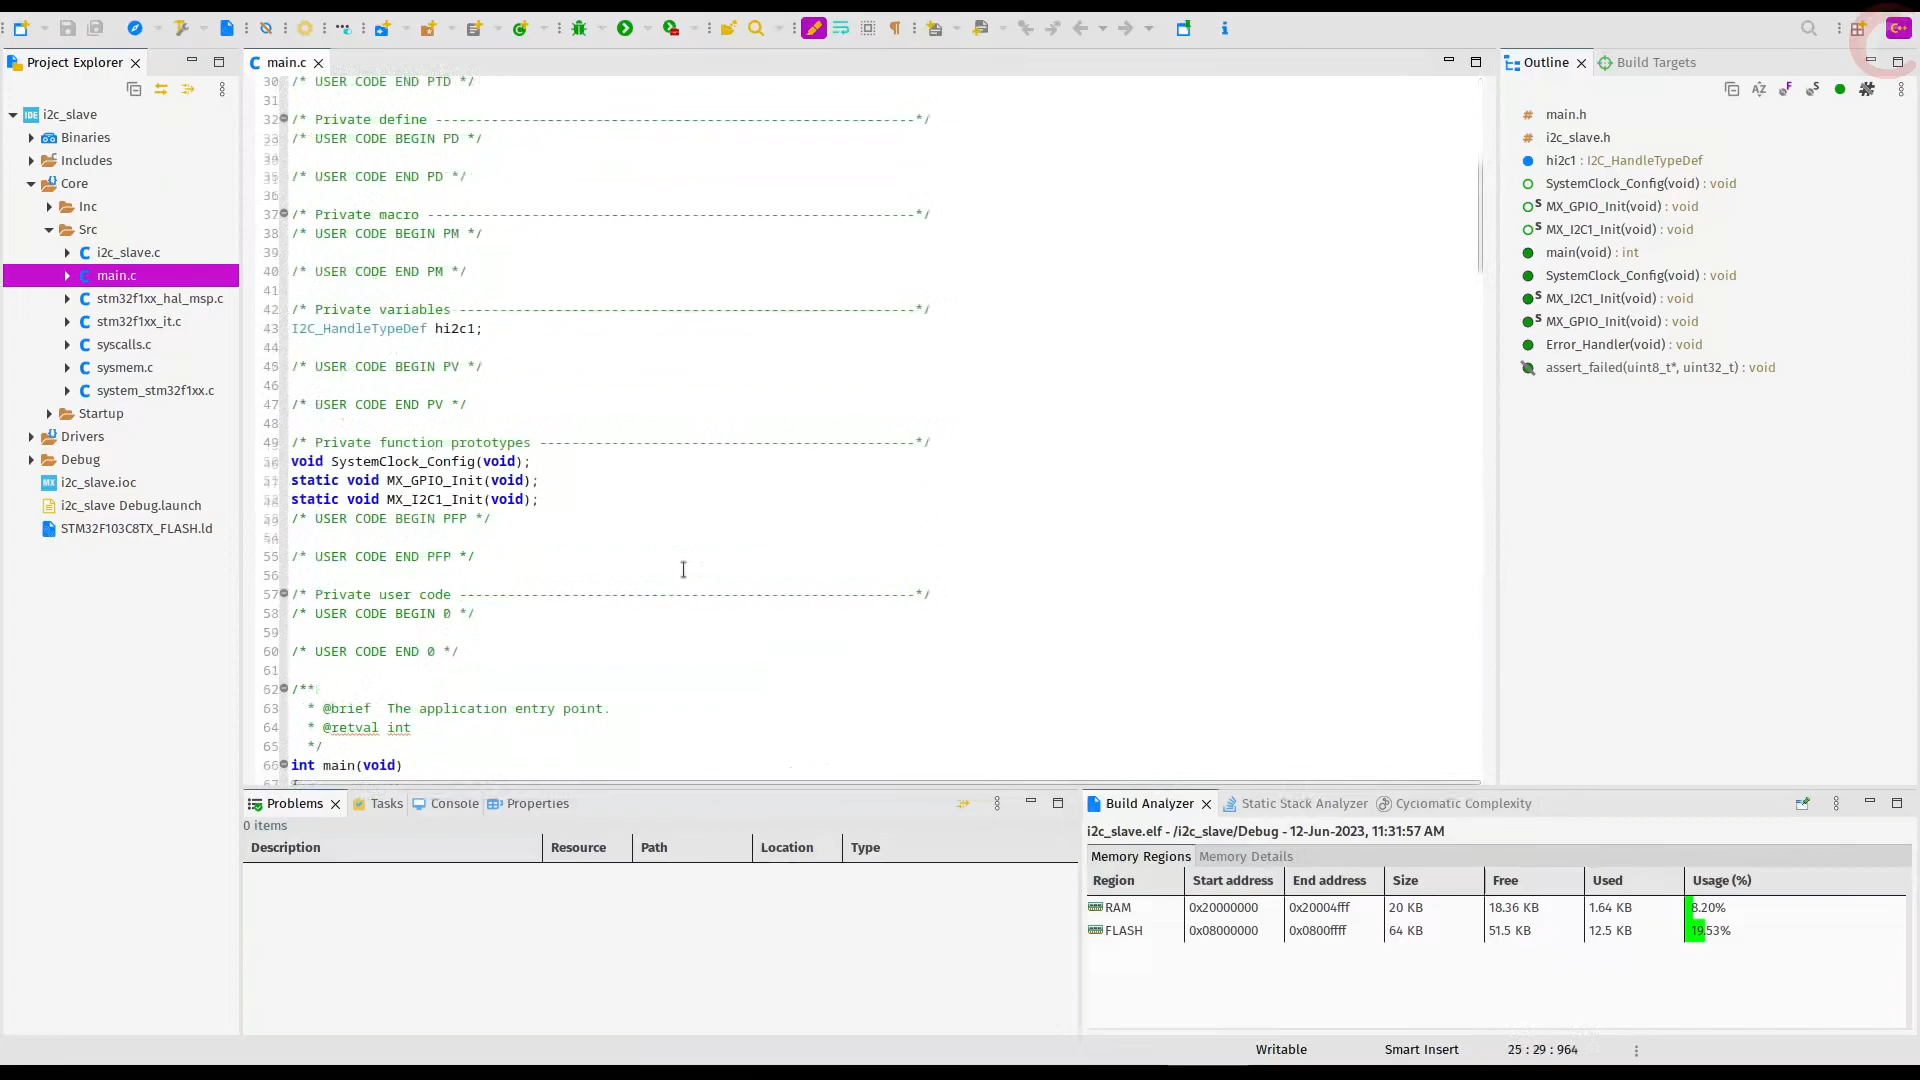 Project Explorer
i2c_slave
Binaries
Includes
Core
Inc
Src
i2c_slave.c
main.c
stm32f1xx_hal_msp.c
stm32f1xx_it.c
syscalls.c
sysmem.c
system_stm32f1xx.c
Startup
Drivers
Debug
i2c_slave.ioc
i2c_slave Debug.launch
STM32F103C8TX_FLASH.ld
main.c
30 /* USER CODE END PTD */
31
32 /* Private define ------------------------------------------------------------*/
33 /* USER CODE BEGIN PD */
34
35 /* USER CODE END PD */
36
37 /* Private macro -------------------------------------------------------------*/
38 /* USER CODE BEGIN PM */
39
40 /* USER CODE END PM */
41
42 /* Private variables ---------------------------------------------------------*/
43 I2C_HandleTypeDef hi2c1;
44
45 /* USER CODE BEGIN PV */
46
47 /* USER CODE END PV */
48
49 /* Private function prototypes -----------------------------------------------*/
50 void SystemClock_Config(void);
51 static void MX_GPIO_Init(void);
52 static void MX_I2C1_Init(void);
53 /* USER CODE BEGIN PFP */
54
55 /* USER CODE END PFP */
56
57 /* Private user code ---------------------------------------------------------*/
58 /* USER CODE BEGIN 0 */
59
60 /* USER CODE END 0 */
61
62 /**
63 * @brief The application entry point.
64 * @retval int
65 */
66 int main(void)
Outline Build Targets
main.h
i2c_slave.h
hi2c1 : I2C_HandleTypeDef
SystemClock_Config(void) : void
MX_GPIO_Init(void) : void
MX_I2C1_Init(void) : void
main(void) : int
SystemClock_Config(void) : void
MX_I2C1_Init(void) : void
MX_GPIO_Init(void) : void
Error_Handler(void) : void
assert_failed(uint8_t*, uint32_t) : void
Problems Tasks Console Properties
0 items
Description Resource Path Location Type
Build Analyzer Static Stack Analyzer Cyclomatic Complexity
i2c_slave.elf - /i2c_slave/Debug - 12-Jun-2023, 11:31:57 AM
Memory Regions Memory Details
Region Start address End address Size Free Used Usage (%)
RAM 0x20000000 0x20004fff 20 KB 18.36 KB 1.64 KB 8.20%
FLASH 0x08000000 0x0800ffff 64 KB 51.5 KB 12.5 KB 19.53%
Writable Smart Insert 25 : 29 : 964